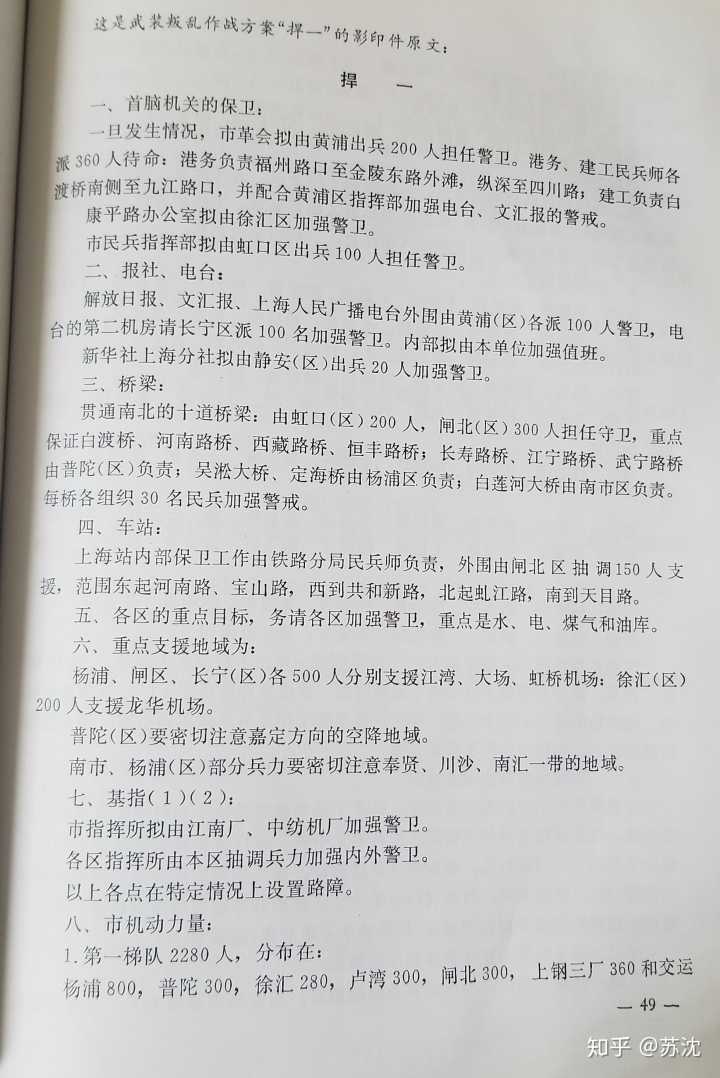 这是武装叛乱作战方案“捍一”的影印件原文：
捍 一
一、首脑机关的保卫：
一旦发生情况，市革会拟由黄浦出兵200人担任警卫。港务、建工民兵师各
派360人待命：港务负责福州路口至金陵东路外滩，纵深至四川路；建工负责白
渡桥南侧至九江路口，并配合黄浦区指挥部加强电台、文汇报的警戒。
康平路办公室拟由徐汇区加强警卫。
市民兵指挥部拟由虹口区出兵100人担任警卫。
二、报社、电台：
解放日报、文汇报、上海人民广播电台外围由黄浦(区)各派100人警卫，电
台的第二机房请长宁区派100名加强警卫。内部拟由本单位加强值班。
新华社上海分社拟由静安(区)出兵20人加强警卫。
三、桥梁：
贯通南北的十道桥梁：由虹口(区)200人，闸北(区)300人担任守卫，重点
保证白渡桥、河南路桥、西藏路桥、恒丰路桥；长寿路桥、江宁路桥、武宁路桥
由普陀(区)负责；吴淞大桥、定海桥由杨浦区负责；白莲河大桥由南市区负责。
每桥各组织30名民兵加强警戒。
四、车站：
上海站内部保卫工作由铁路分局民兵师负责，外围由闸北区抽调150人支
援，范围东起河南路、宝山路，西到共和新路，北起虬江路，南到天目路。
五、各区的重点目标，务请各区加强警卫，重点是水、电、煤气和油库。
六、重点支援地域为：
杨浦、闸区、长宁(区)各500人分别支援江湾、大场、虹桥机场；徐汇(区)
200人支援龙华机场。
普陀(区)要密切注意嘉定方向的空降地域。
南市、杨浦(区)部分兵力要密切注意奉贤、川沙、南汇一带的地域。
七、基指(1)(2)：
市指挥所拟由江南厂、中纺机厂加强警卫。
各区指挥所由本区抽调兵力加强内外警卫。
以上各点在特定情况上设置路障。
八、市机动力量：
1.第一梯队2280人，分布在：
杨浦800，普陀300，徐汇280，卢湾300，闸北300，上钢三厂360和交运
— 49 —
知乎 @苏沈